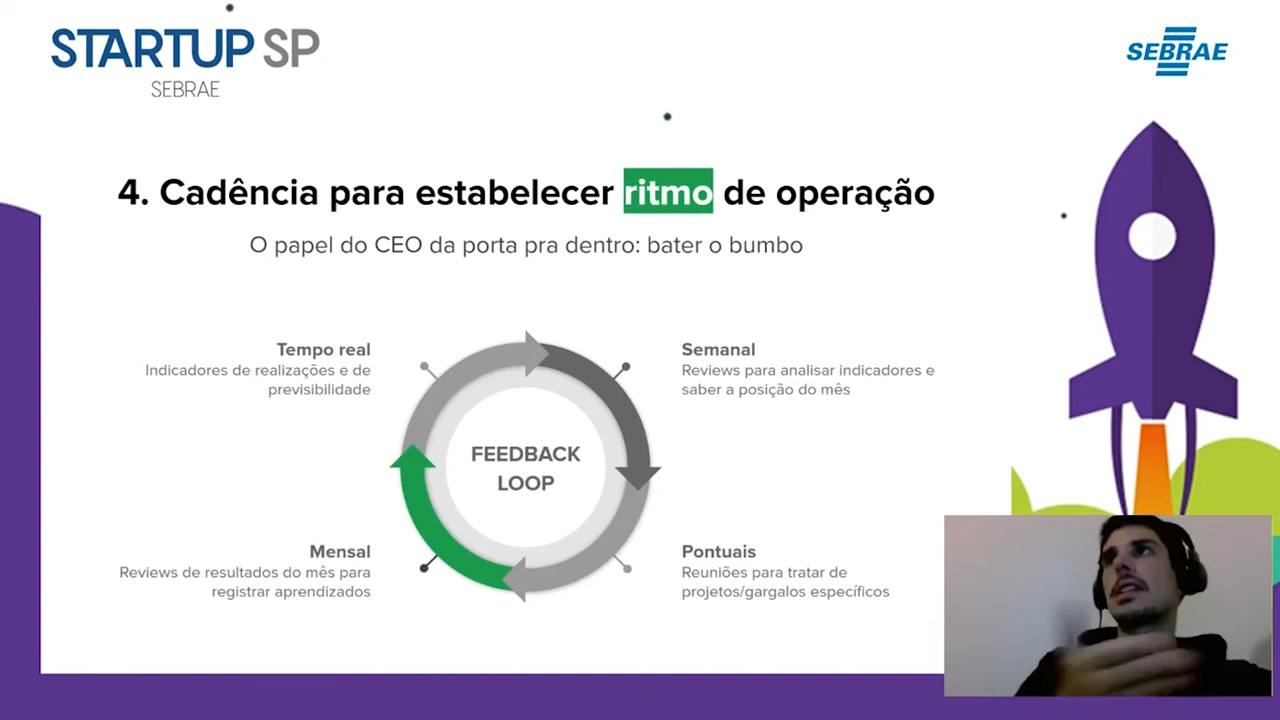 STARTUP SP
SEBRAE
SEBRAE
4. Cadência para estabelecer ritmo de operação
O papel do CEO da porta pra dentro: bater o bumbo
Tempo real
Indicadores de realizações e de
previsibilidade
Semanal
Reviews para analisar indicadores e
saber a posição do mês
FEEDBACK
LOOP
Mensal
Reviews de resultados do mês para
registrar aprendizados
Pontuais
Reuniões para tratar de
projetos/gargalos específicos